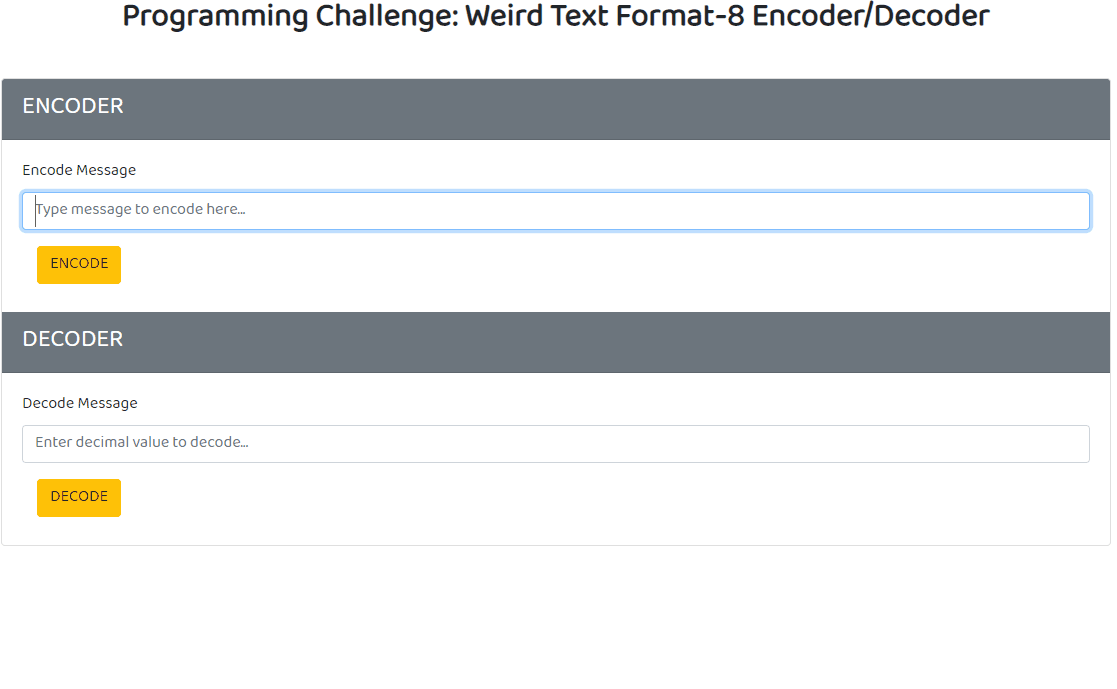 Programming Challenge: Weird Text Format-8 Encoder/Decoder
ENCODER
Encode Message
Type message to encode here...
ENCODE
DECODER
Decode Message
Enter decimal value to decode...
DECODE